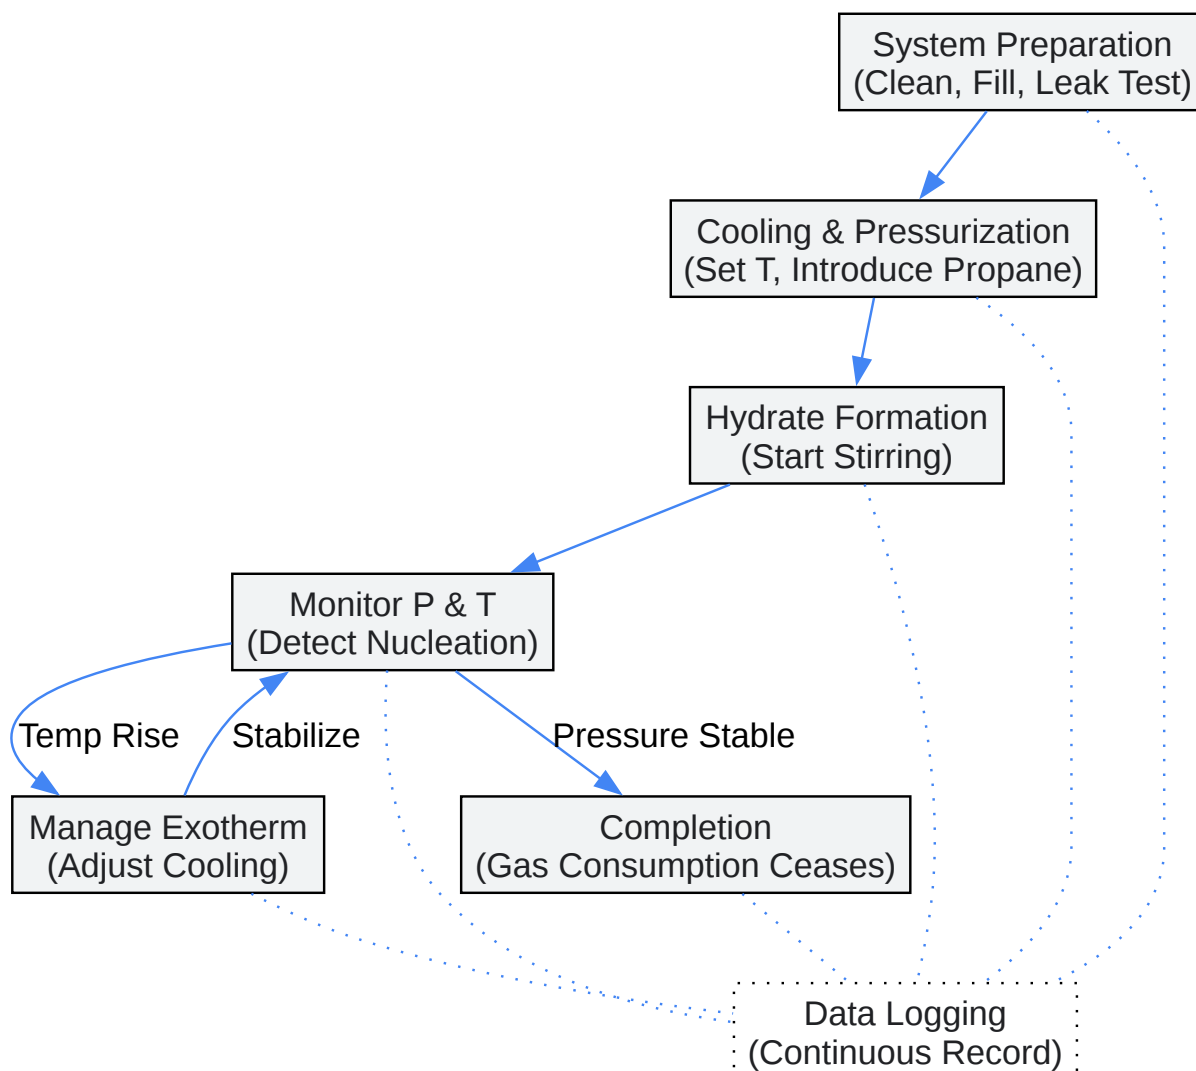 System Preparation
(Clean, Fill, Leak Test)
Cooling & Pressurization
(Set T, Introduce Propane)
Hydrate Formation
(Start Stirring)
Monitor P & T
(Detect Nucleation)
Temp Rise
Stabilize
Pressure Stable
Manage Exotherm
(Adjust Cooling)
Completion
(Gas Consumption Ceases)
Data Logging
(Continuous Record)